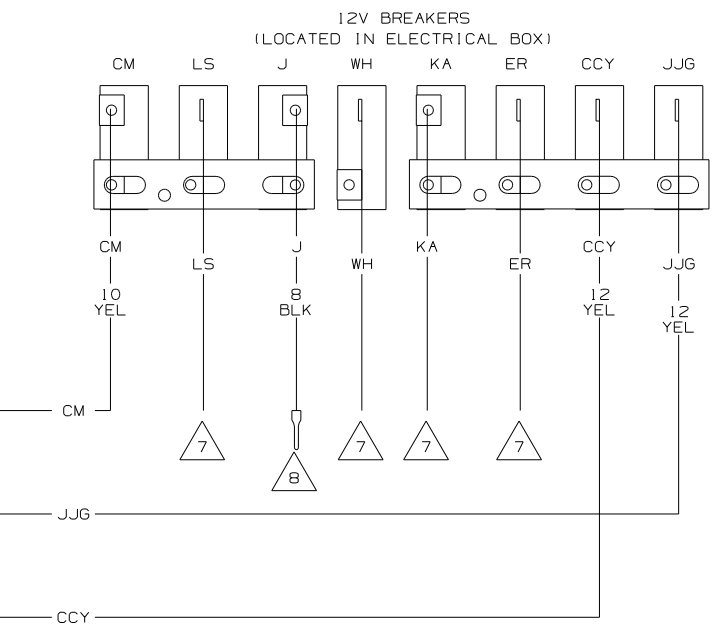 12V BREAKERS
(LOCATED IN ELECTRICAL BOX)
CM LS J WH KA ER CCY JJG
CM J KA CCY
LS WH ER JJG
10 8 12 12
YEL BLK YEL YEL
CM
7 7 7 7
8
JJG
CCY